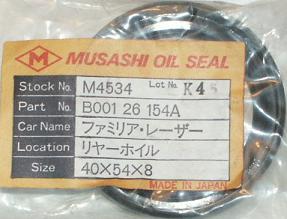 M MUSASHI OIL SEAL
Stock No. M4534 Lot No. K4
Part No. B001 26 154A
Car Name ファミリア・レーザー
Location リヤーホイル
Size 40×54×8
MADE IN JAPAN